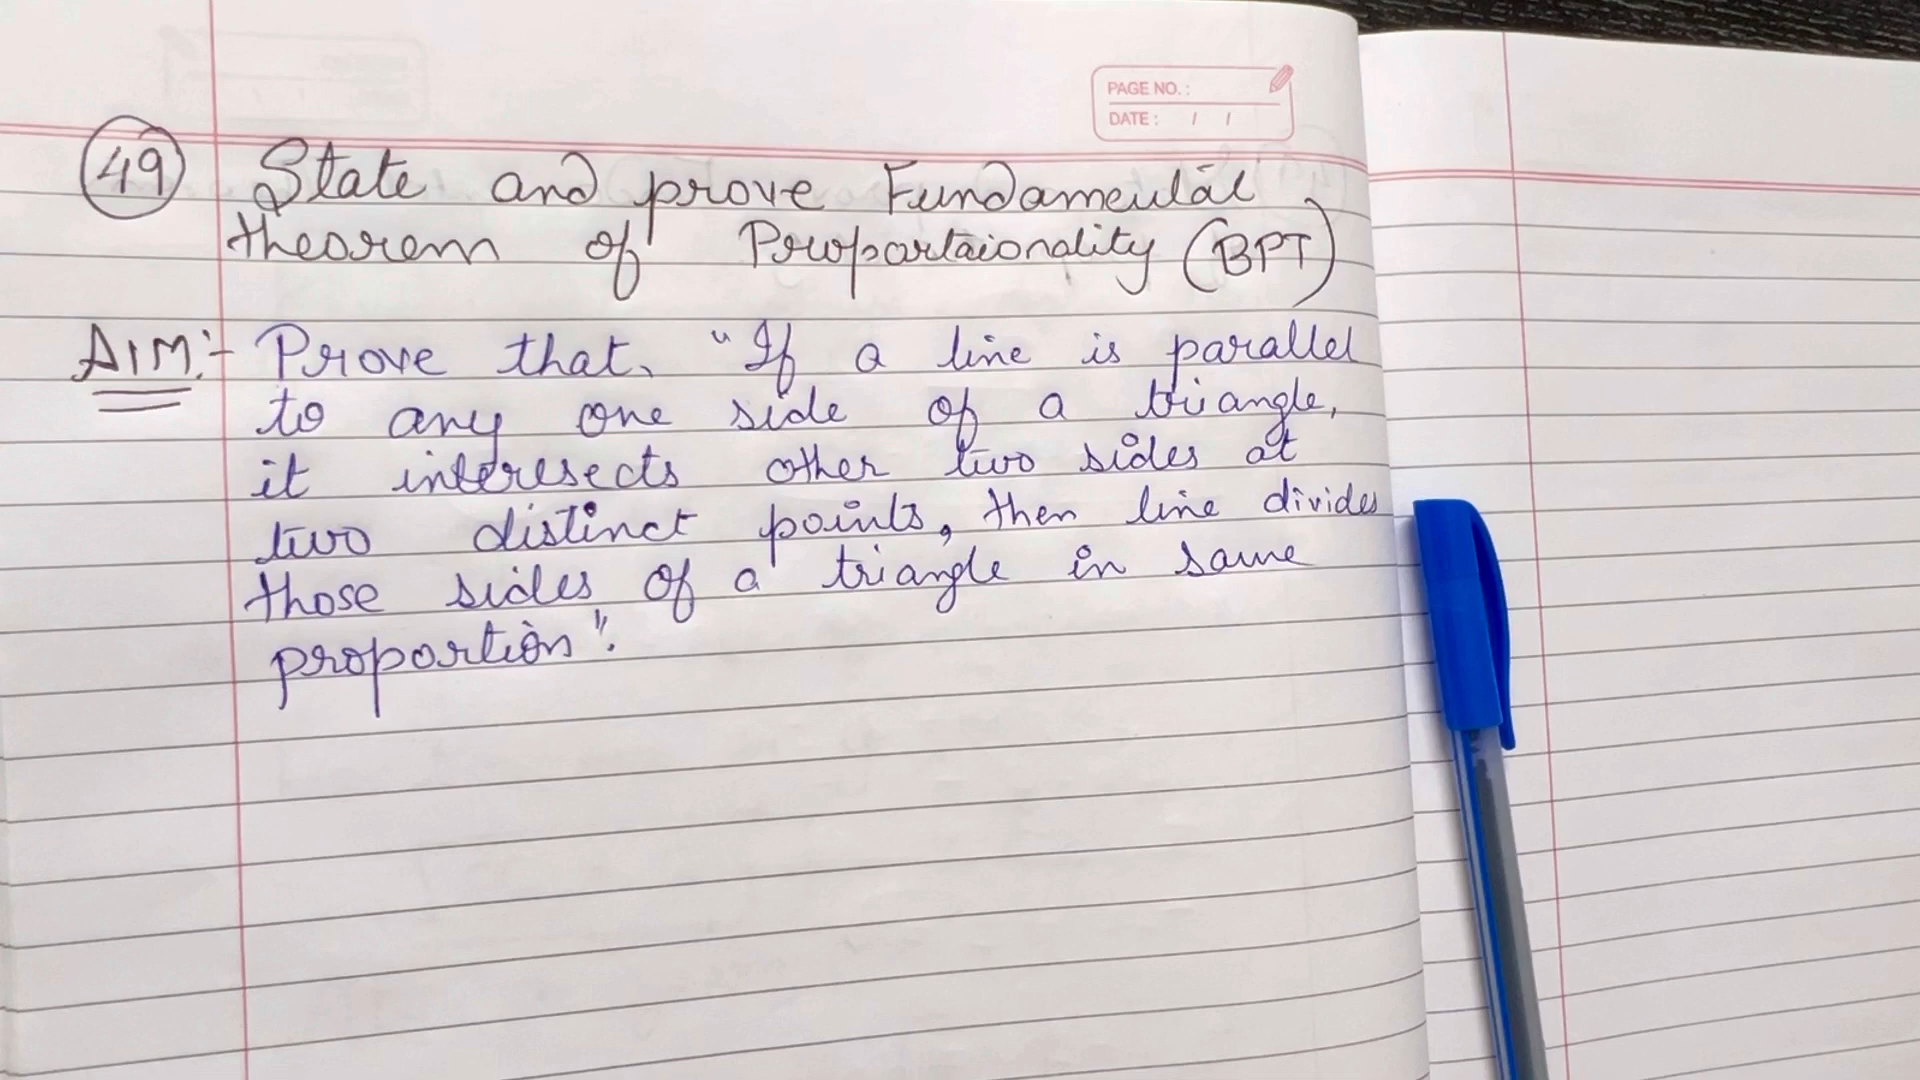 PAGE NO. :
DATE : / /
49 State and prove Fundamental
theorem of Proportaionality (BPT)
AIM:- Prove that, "If a line is parallel
to any one side of a triangle,
it interesects other two sides at
two distinct points, then line divides
those sides of a triangle in same
proportion".